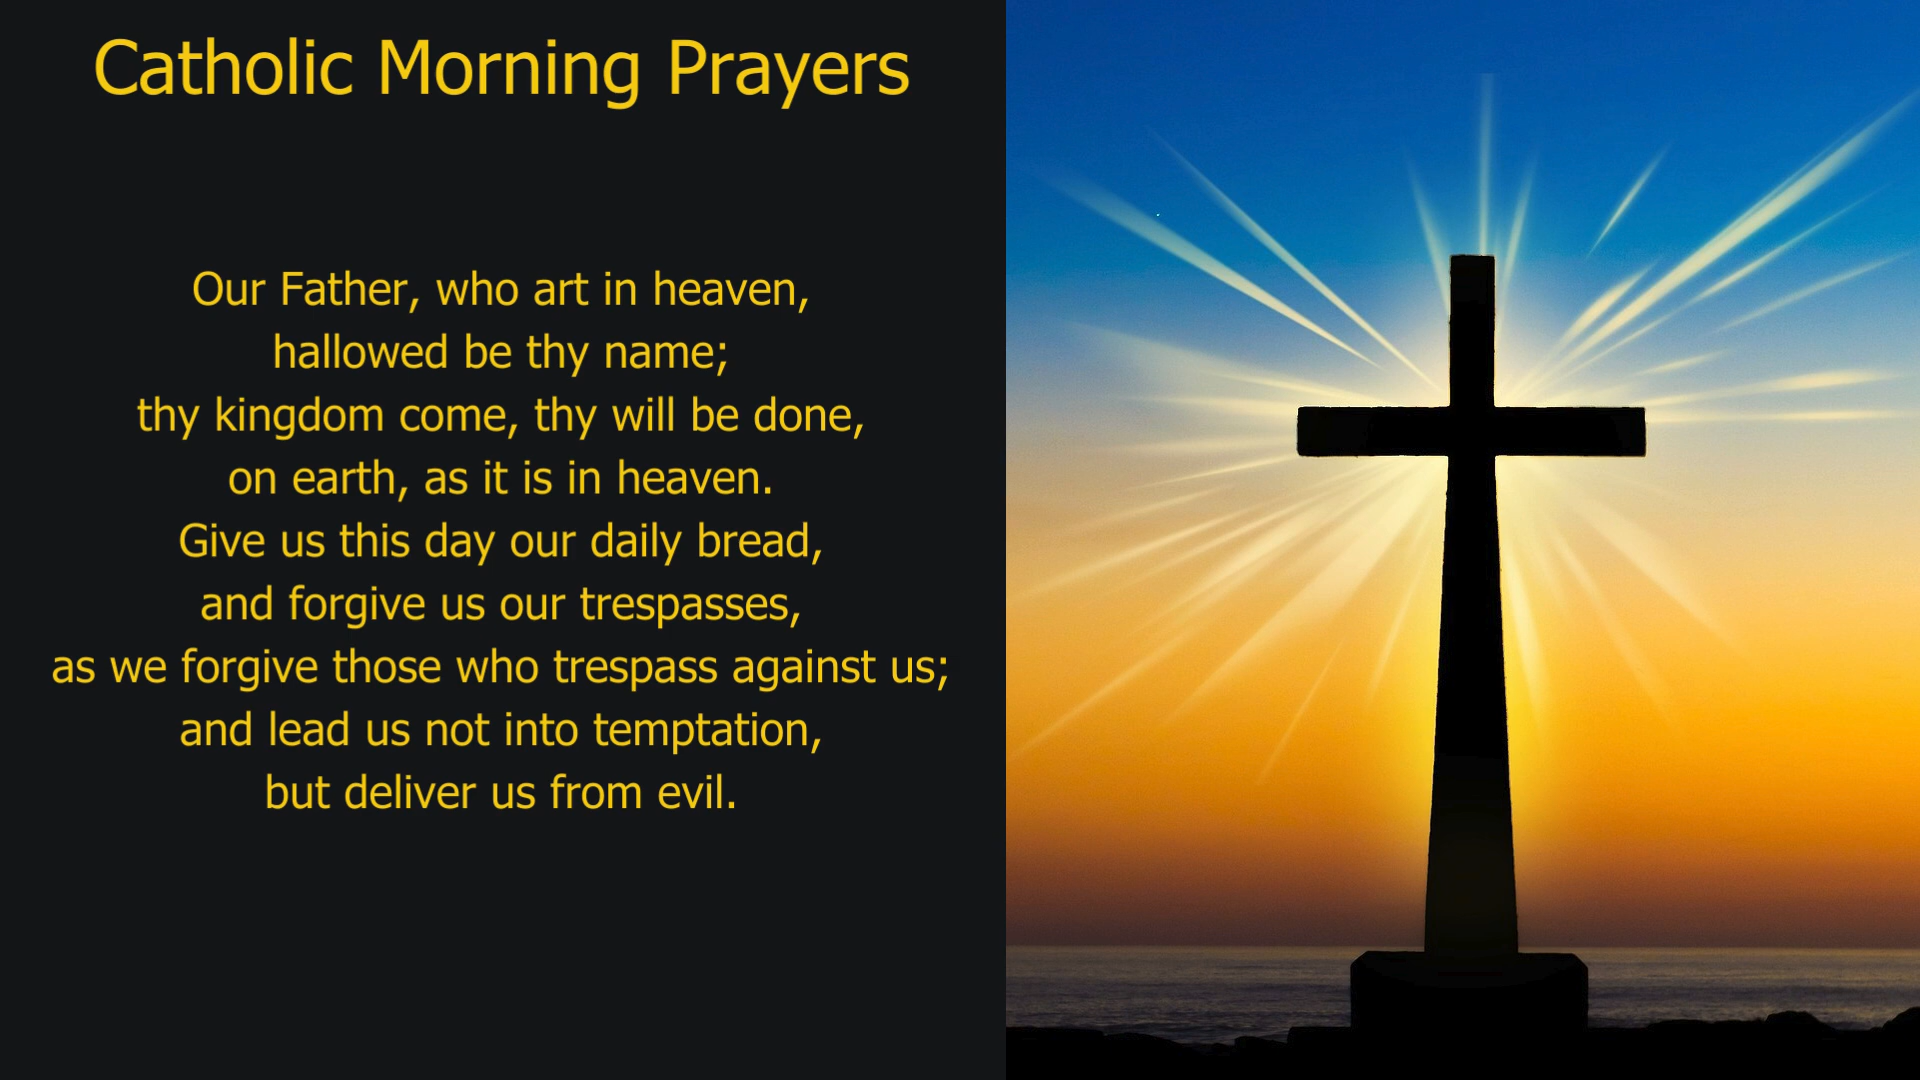 Catholic Morning Prayers
Our Father, who art in heaven,
hallowed be thy name;
thy kingdom come, thy will be done,
on earth, as it is in heaven.
Give us this day our daily bread,
and forgive us our trespasses,
as we forgive those who trespass against us;
and lead us not into temptation,
but deliver us from evil.